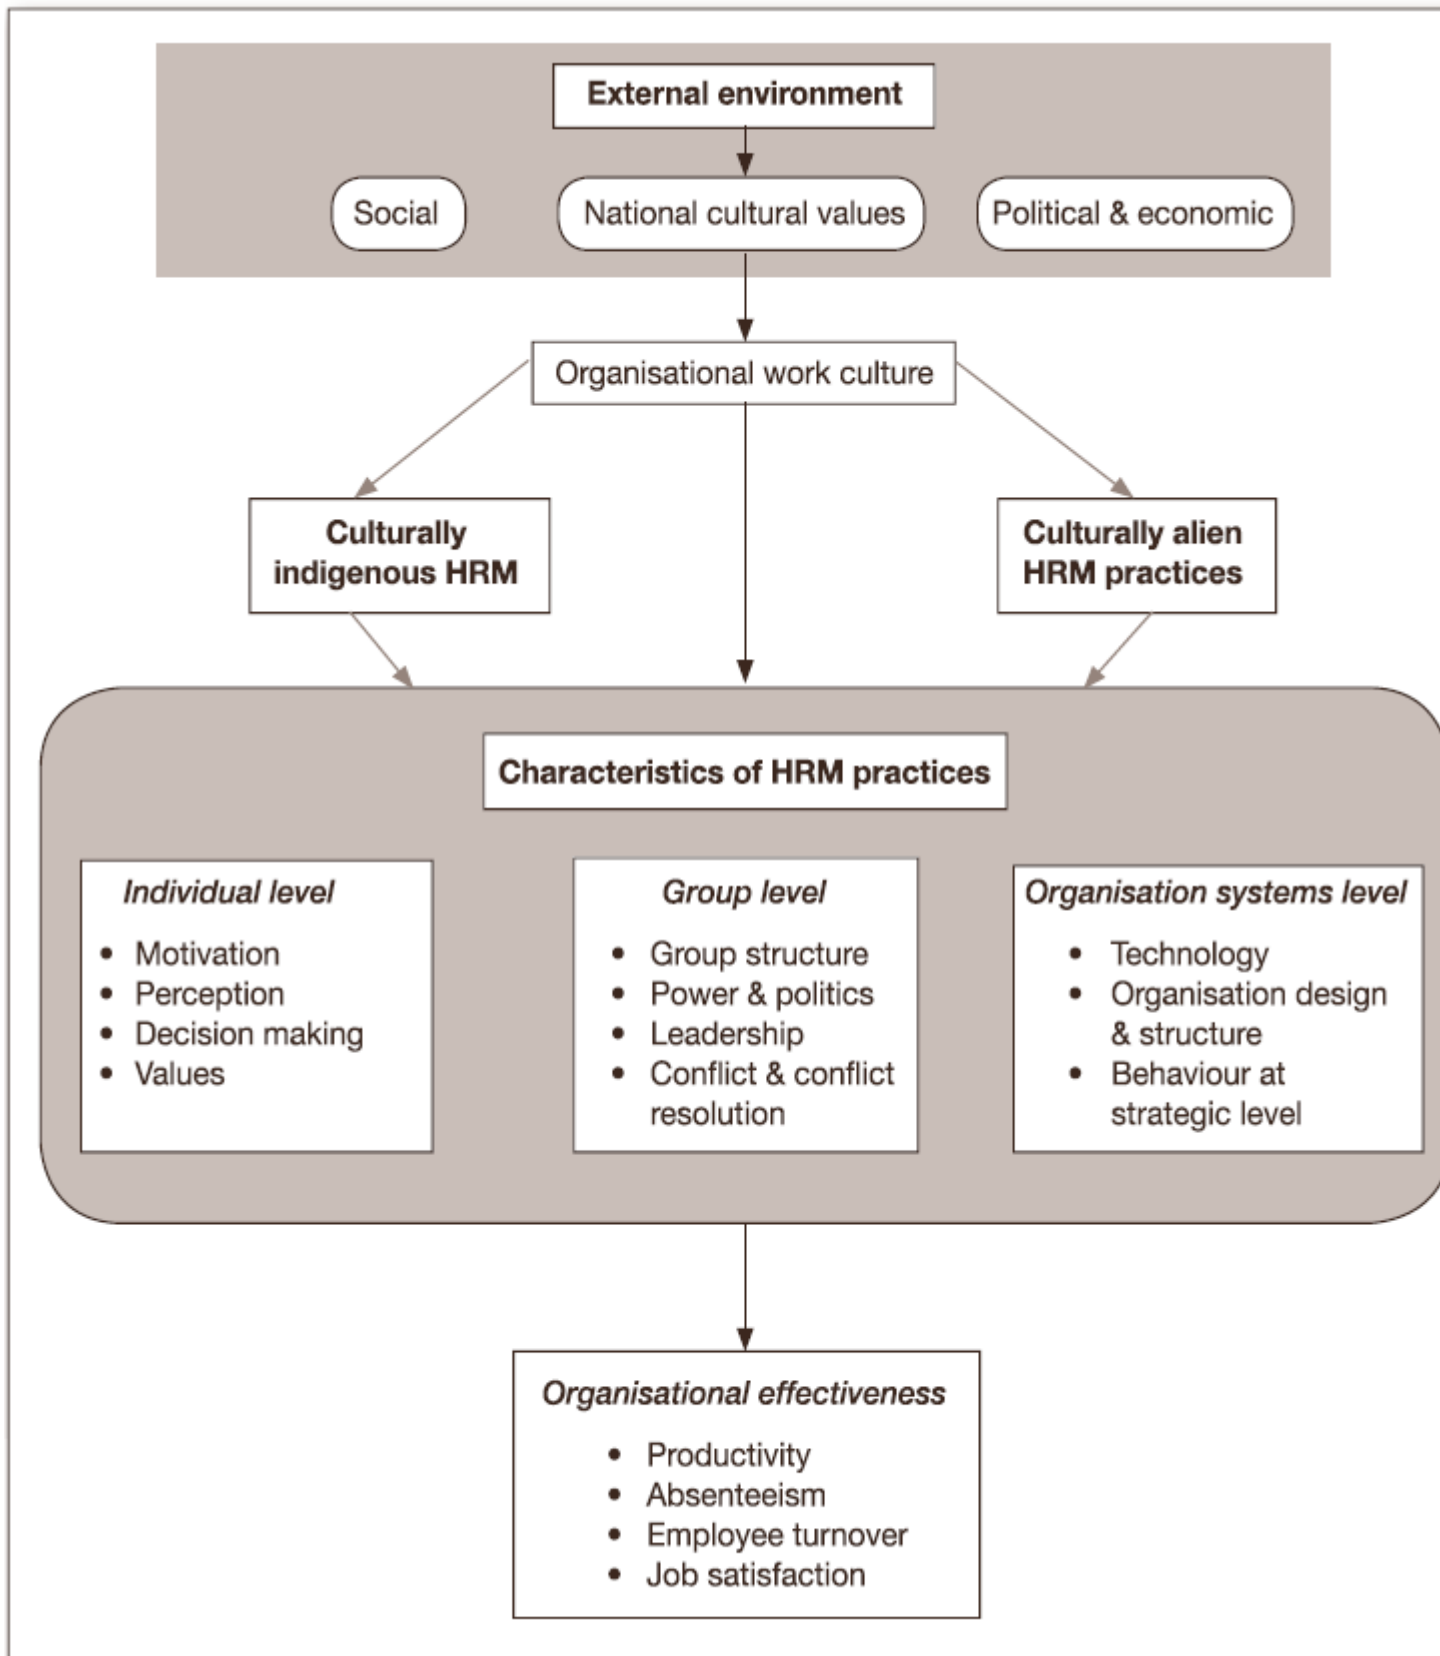 External environment
Social
National cultural values
Political & economic
Organisational work culture
Culturally
indigenous HRM
Culturally alien
HRM practices
Characteristics of HRM practices
Individual level
• Motivation
• Perception
• Decision making
• Values
Group level
• Group structure
• Power & politics
• Leadership
• Conflict & conflict
resolution
Organisation systems level
• Technology
• Organisation design
& structure
• Behaviour at
strategic level
Organisational effectiveness
• Productivity
• Absenteeism
• Employee turnover
• Job satisfaction